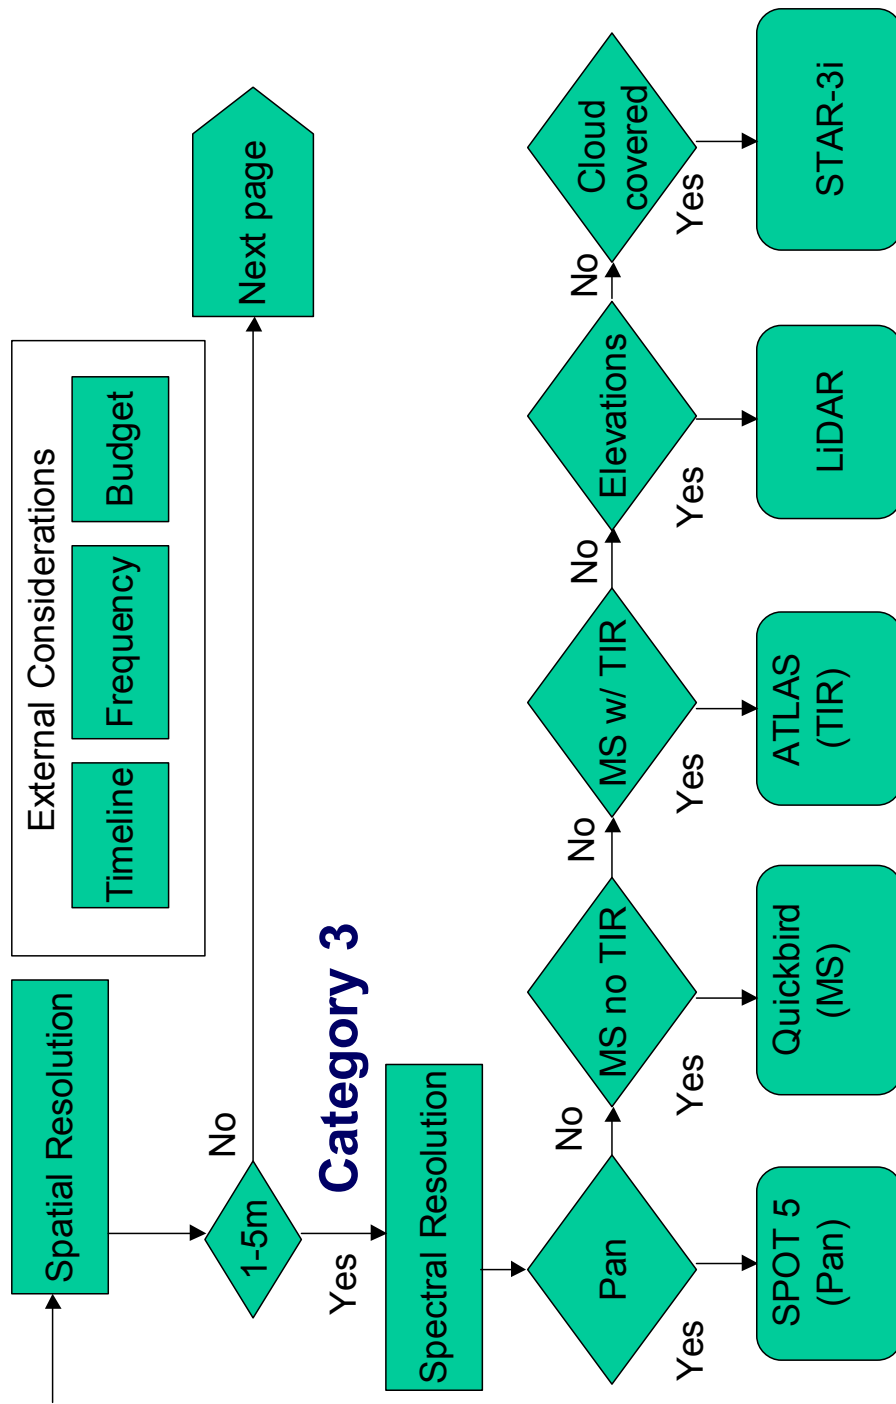 Spatial Resolution
External Considerations
Timeline
Frequency
Budget
1-5m
No
Next page
Yes
Category 3
Spectral Resolution
Pan
No
MS no TIR
No
MS w/ TIR
No
Elevations
No
Cloud
covered
Yes
Yes
Yes
Yes
Yes
SPOT 5
(Pan)
Quickbird
(MS)
ATLAS
(TIR)
LiDAR
STAR-3i